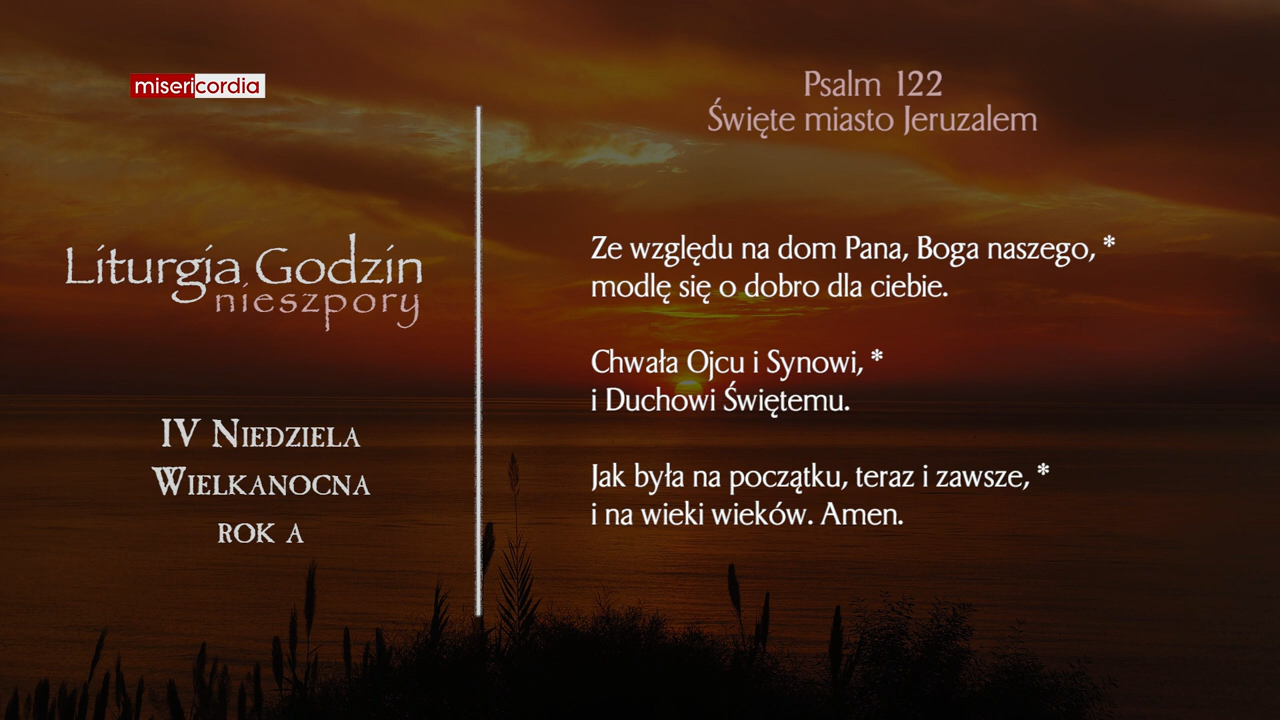 misericordia
Liturgia Godzin
nieszpory
IV Niedziela
Wielkanocna
rok A
Psalm 122
Święte miasto Jeruzalem
Ze względu na dom Pana, Boga naszego, *
modlę się o dobro dla ciebie.
Chwała Ojcu i Synowi, *
i Duchowi Świętemu.
Jak była na początku, teraz i zawsze, *
i na wieki wieków. Amen.